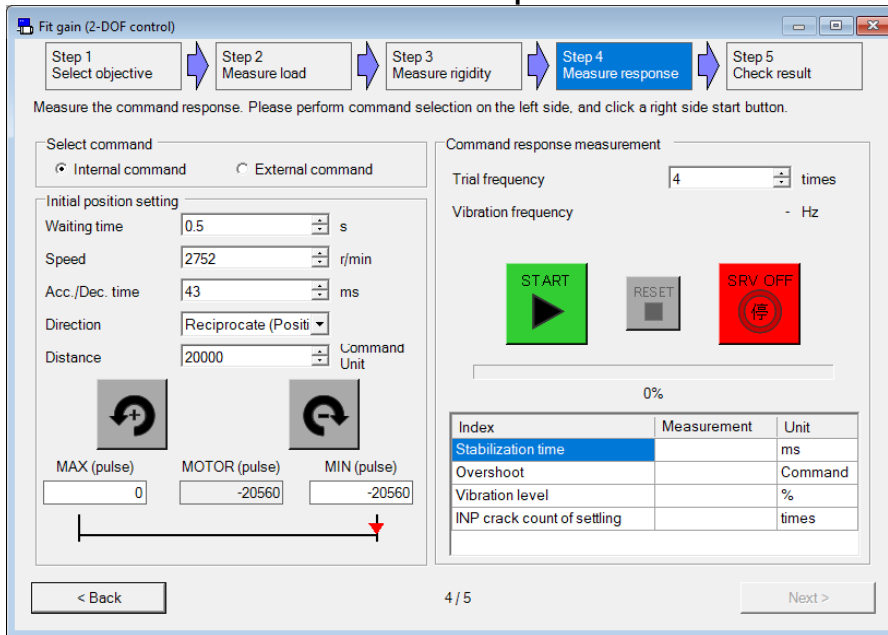 Fit gain (2-DOF control)
Step 1
Select objective
Step 2
Measure load
Step 3
Measure rigidity
Step 4
Measure response
Step 5
Check result
Measure the command response. Please perform command selection on the left side, and click a right side start button.
Select command
Internal command
External command
Initial position setting
Waiting time 0.5 s
Speed 2752 r/min
Acc./Dec. time 43 ms
Direction Reciprocate (Positi
Distance 20000 Command Unit
MAX (pulse) MOTOR (pulse) MIN (pulse)
0 -20560 -20560
Command response measurement
Trial frequency 4 times
Vibration frequency - Hz
START
RESET
SRV OFF
停
0%
Index Measurement Unit
Stabilization time ms
Overshoot Command
Vibration level %
INP crack count of settling times
< Back
4 / 5
Next >